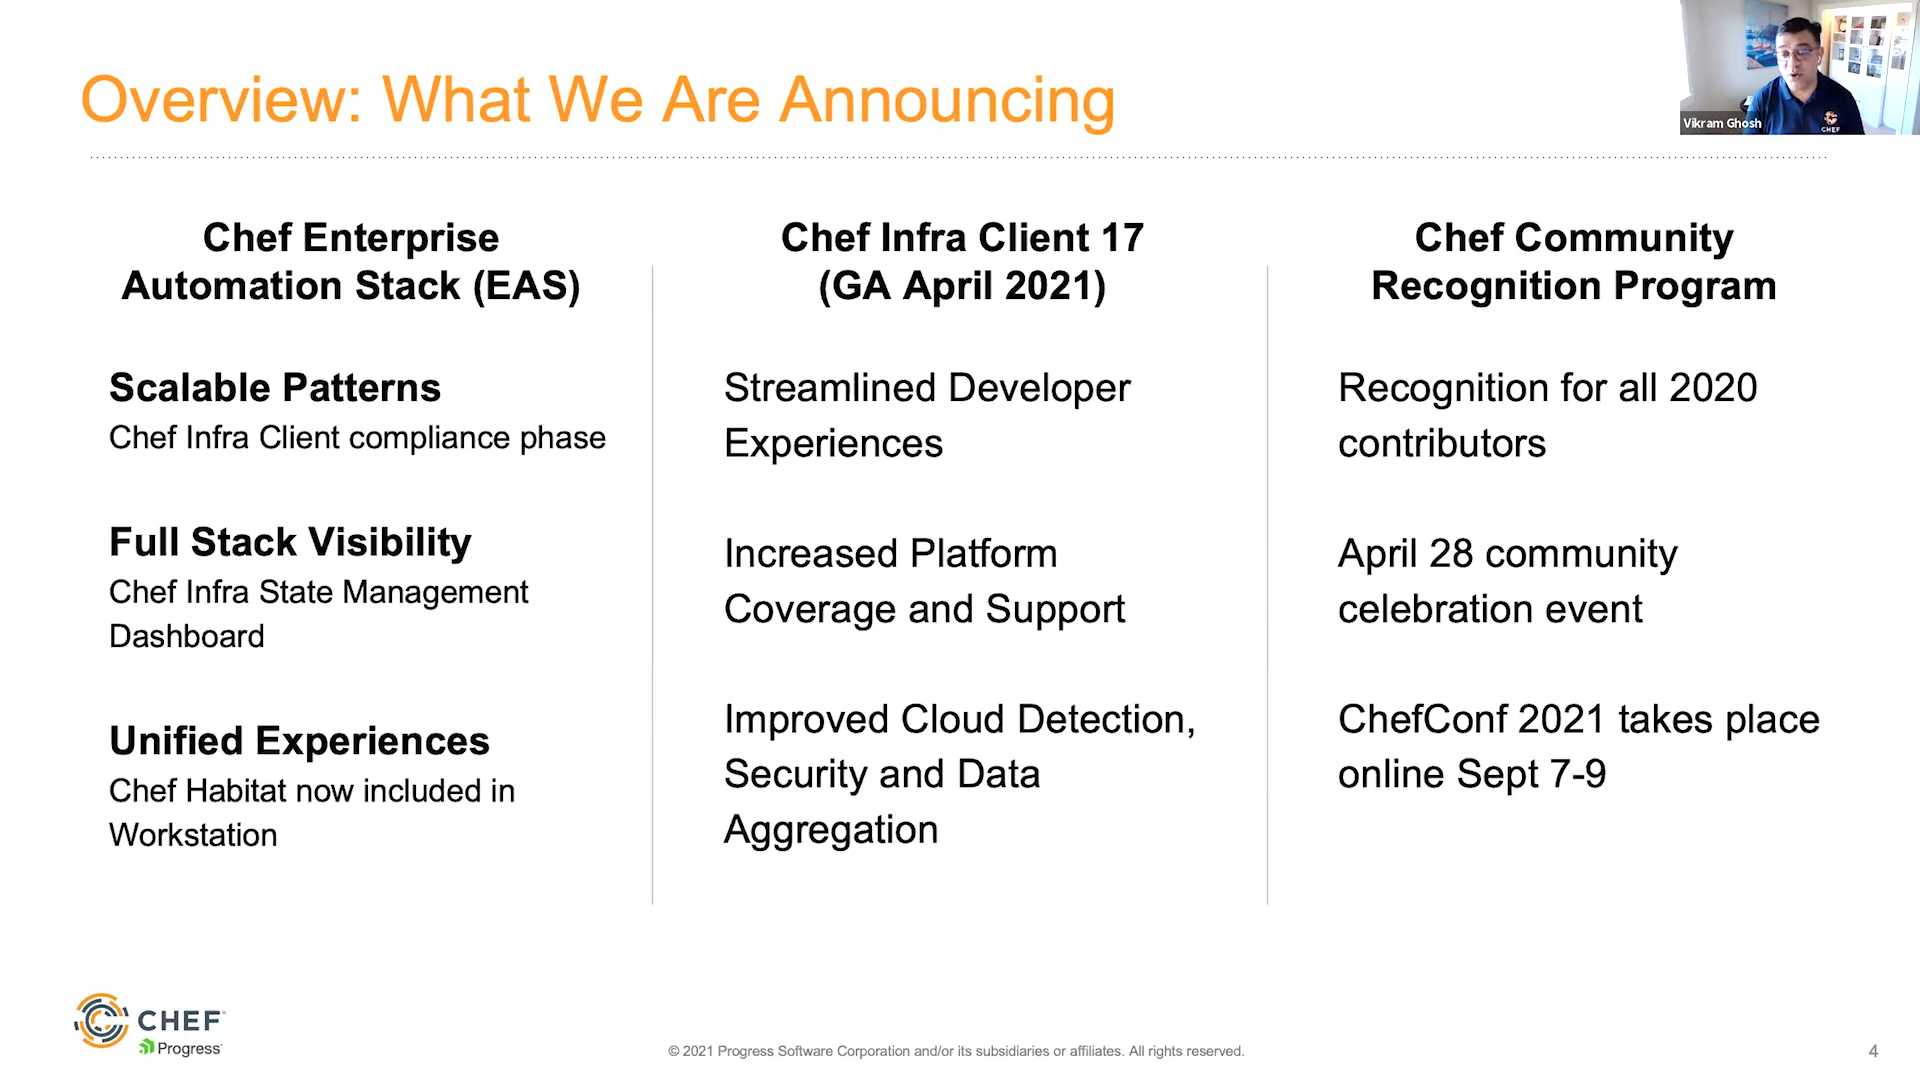 Overview: What We Are Announcing
Vikram Ghosh
CHEF
Chef Enterprise
Automation Stack (EAS)
Scalable Patterns
Chef Infra Client compliance phase
Full Stack Visibility
Chef Infra State Management
Dashboard
Unified Experiences
Chef Habitat now included in
Workstation
Chef Infra Client 17
(GA April 2021)
Streamlined Developer
Experiences
Increased Platform
Coverage and Support
Improved Cloud Detection,
Security and Data
Aggregation
Chef Community
Recognition Program
Recognition for all 2020
contributors
April 28 community
celebration event
ChefConf 2021 takes place
online Sept 7-9
CHEF
Progress
© 2021 Progress Software Corporation and/or its subsidiaries or affiliates. All rights reserved.
4